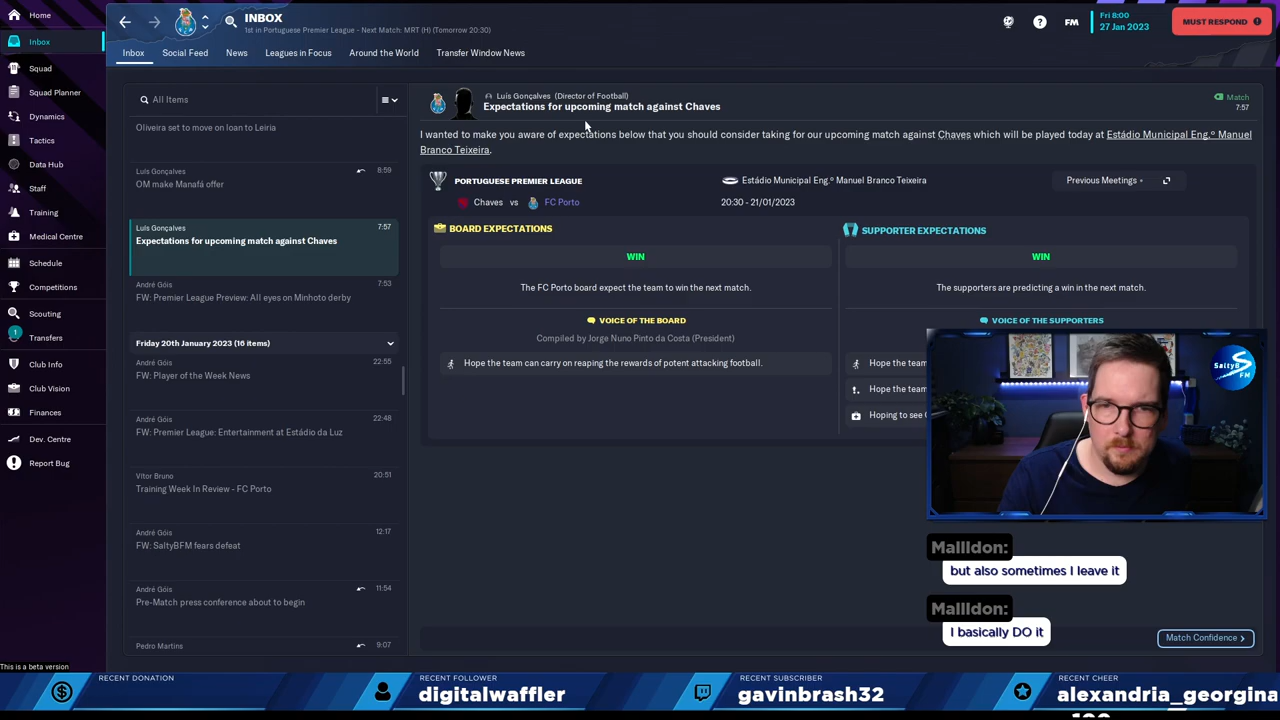 Home
Inbox
Squad
Squad Planner
Dynamics
Tactics
Data Hub
Staff
Training
Medical Centre
Schedule
Competitions
Scouting
1
Transfers
Club Info
Club Vision
Finances
Dev. Centre
Report Bug
This is a beta version
INBOX
1st in Portuguese Premier League - Next Match: MRT (H) (Tomorrow 20:30)
FM
Fri 8:00
27 Jan 2023
MUST RESPOND
Inbox
Social Feed
News
Leagues in Focus
Around the World
Transfer Window News
All Items
Oliveira set to move on loan to Leiria
Luís Gonçalves 8:59
OM make Manafá offer
Luís Gonçalves 7:57
Expectations for upcoming match against Chaves
André Góis 7:53
FW: Premier League Preview: All eyes on Minhoto derby
Friday 20th January 2023 (16 items)
André Góis 22:55
FW: Player of the Week News
André Góis 22:48
FW: Premier League: Entertainment at Estádio da Luz
Vítor Bruno 20:51
Training Week In Review - FC Porto
André Góis 12:17
FW: SaltyBFM fears defeat
André Góis 11:54
Pre-Match press conference about to begin
Pedro Martins 9:07
Luís Gonçalves (Director of Football)
Expectations for upcoming match against Chaves
Match
7:57
I wanted to make you aware of expectations below that you should consider taking for our upcoming match against Chaves which will be played today at Estádio Municipal Eng.º Manuel
Branco Teixeira.
PORTUGUESE PREMIER LEAGUE
Estádio Municipal Eng.º Manuel Branco Teixeira
Previous Meetings
Chaves vs FC Porto
20:30 - 21/01/2023
BOARD EXPECTATIONS
WIN
The FC Porto board expect the team to win the next match.
VOICE OF THE BOARD
Compiled by Jorge Nuno Pinto da Costa (President)
Hope the team can carry on reaping the rewards of potent attacking football.
SUPPORTER EXPECTATIONS
WIN
The supporters are predicting a win in the next match.
VOICE OF THE SUPPORTERS
Hope the team
Hope the team
Hoping to see
SaltyB
FM
Mallldon:
but also sometimes I leave it
Mallldon:
I basically DO it
Match Confidence
RECENT DONATION
RECENT FOLLOWER
digitalwaffler
RECENT SUBSCRIBER
gavinbrash32
RECENT CHEER
alexandria_georgina